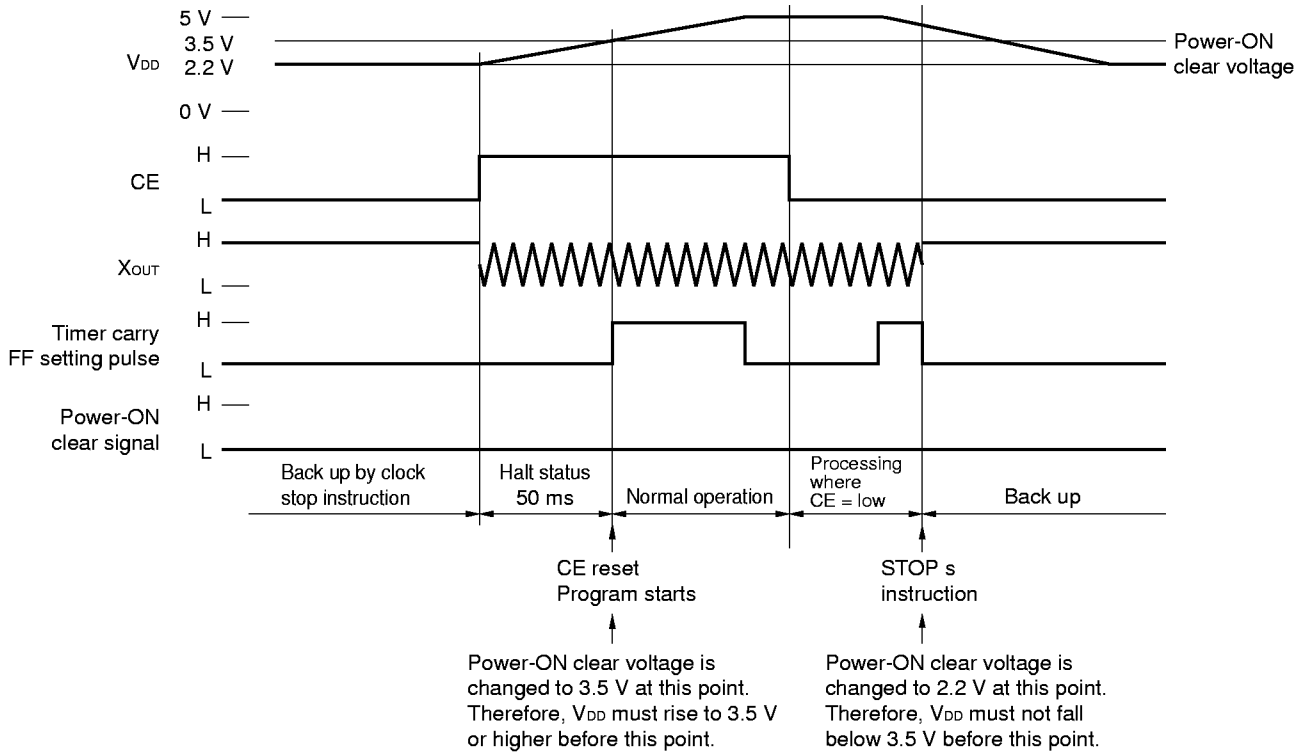 5 V
3.5 V
VDD 2.2 V
Power-ON
clear voltage
0 V
H
CE
L
H
XOUT
L
H
Timer carry
FF setting pulse
L
H
Power-ON
clear signal
L
Back up by clock
stop instruction
Halt status
50 ms
Normal operation
Processing
where
CE = low
Back up
CE reset
Program starts
STOP s
instruction
Power-ON clear voltage is
changed to 3.5 V at this point.
Therefore, VDD must rise to 3.5 V
or higher before this point.
Power-ON clear voltage is
changed to 2.2 V at this point.
Therefore, VDD must not fall
below 3.5 V before this point.